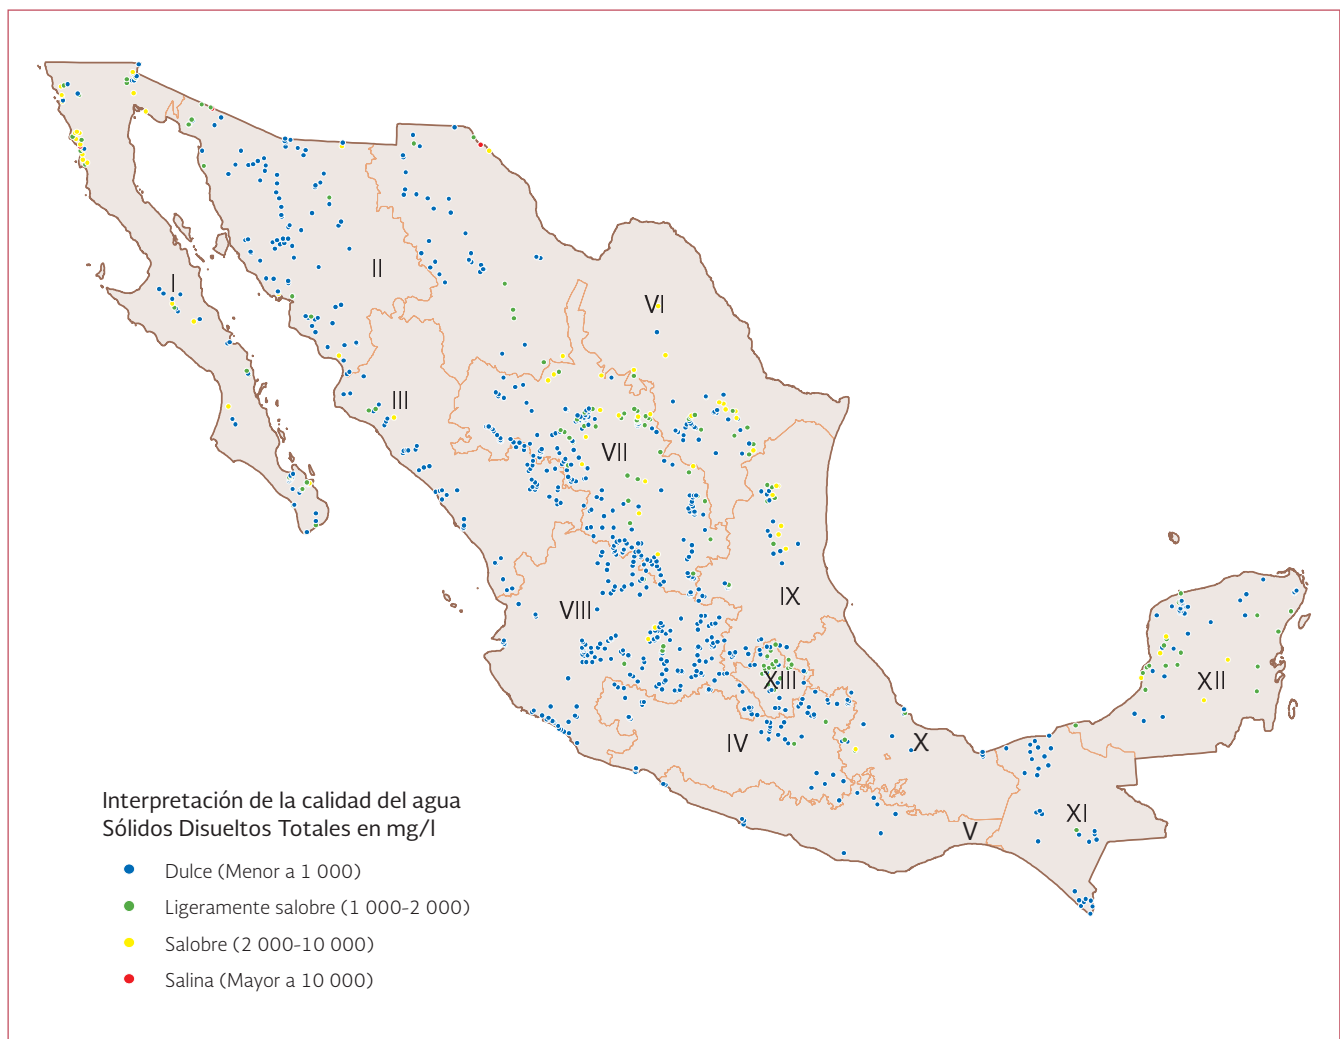 I
II
III
VI
VII
VIII
IX
XIII
IV
X
XII
V
XI
Interpretación de la calidad del agua
Sólidos Disueltos Totales en mg/l
Dulce (Menor a 1 000)
Ligeramente salobre (1 000-2 000)
Salobre (2 000-10 000)
Salina (Mayor a 10 000)